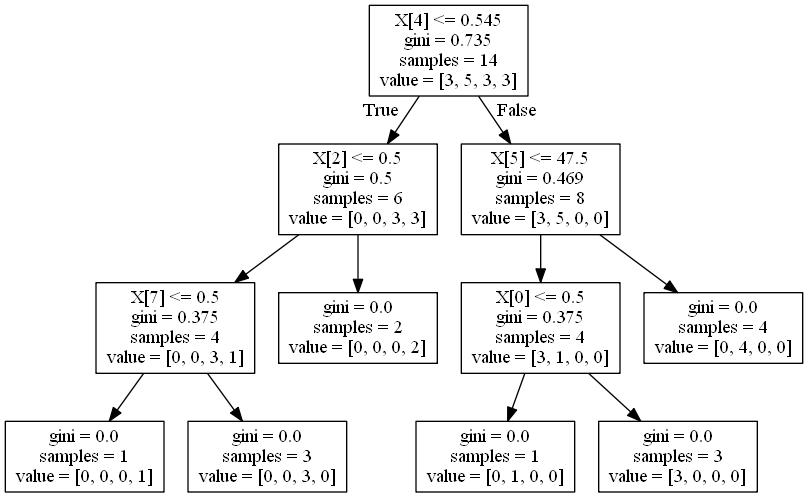 X[4] <= 0.545
gini = 0.735
samples = 14
value = [3, 5, 3, 3]
True
False
X[2] <= 0.5
gini = 0.5
samples = 6
value = [0, 0, 3, 3]
X[5] <= 47.5
gini = 0.469
samples = 8
value = [3, 5, 0, 0]
X[7] <= 0.5
gini = 0.375
samples = 4
value = [0, 0, 3, 1]
gini = 0.0
samples = 2
value = [0, 0, 0, 2]
X[0] <= 0.5
gini = 0.375
samples = 4
value = [3, 1, 0, 0]
gini = 0.0
samples = 4
value = [0, 4, 0, 0]
gini = 0.0
samples = 1
value = [0, 0, 0, 1]
gini = 0.0
samples = 3
value = [0, 0, 3, 0]
gini = 0.0
samples = 1
value = [0, 1, 0, 0]
gini = 0.0
samples = 3
value = [3, 0, 0, 0]